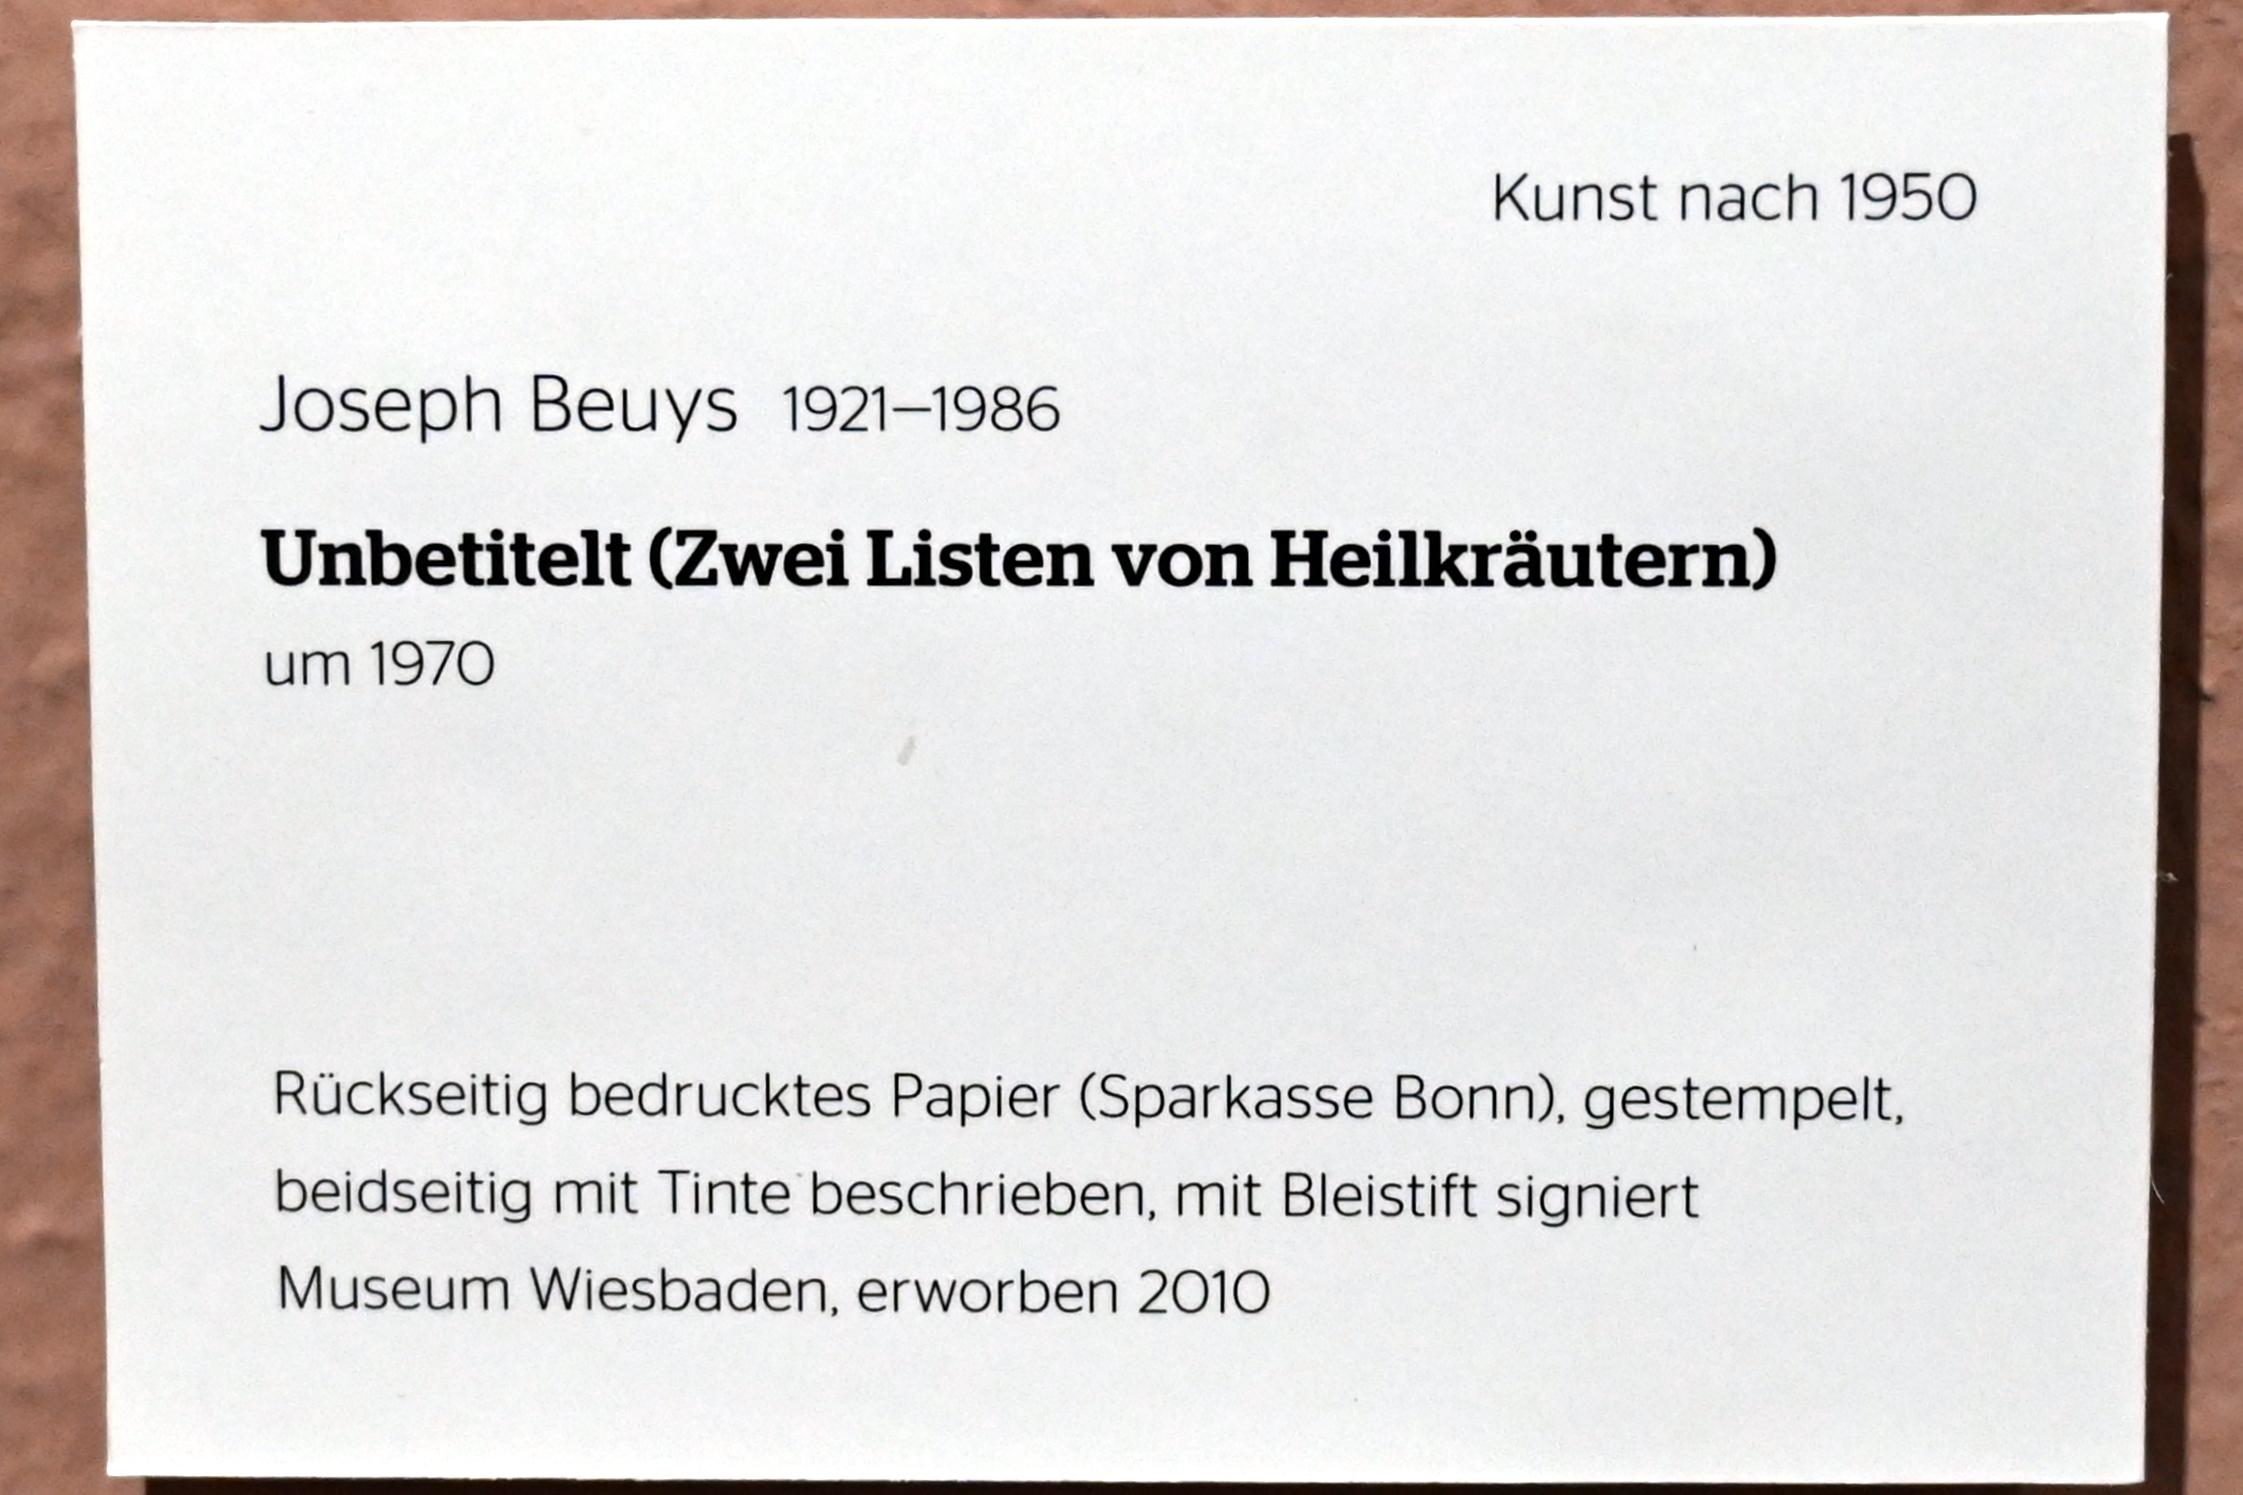 Kunst nach 1950
Joseph Beuys 1921–1986
Unbetitelt (Zwei Listen von Heilkräutern)
um 1970
Rückseitig bedrucktes Papier (Sparkasse Bonn), gestempelt,
beidseitig mit Tinte beschrieben, mit Bleistift signiert
Museum Wiesbaden, erworben 2010